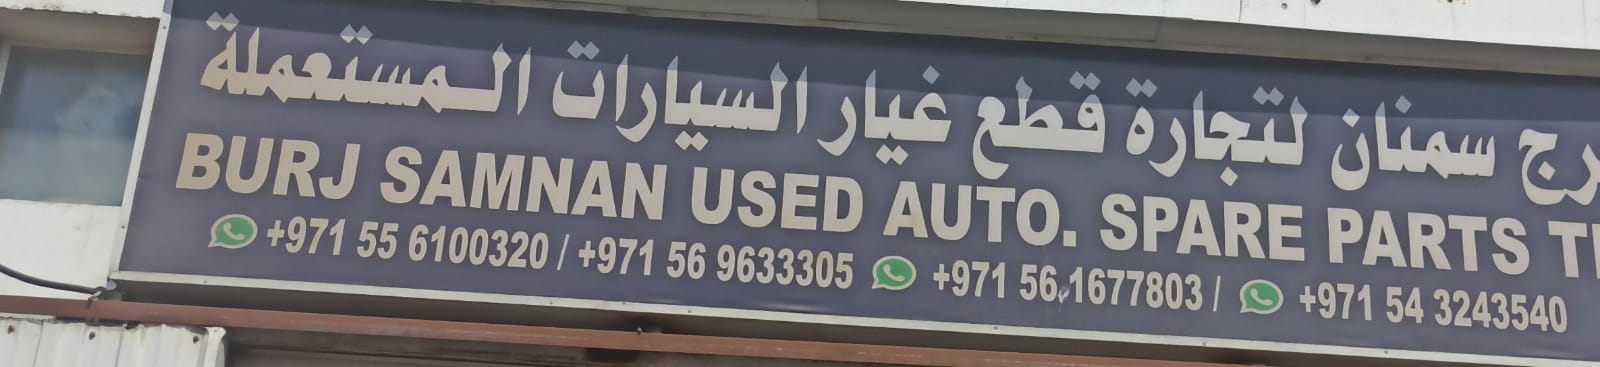 سمنان لتجارة قطع غيار السيارات المستعملة
BURJ SAMNAN USED AUTO. SPARE PARTS
+971 55 6100320 / +971 56 9633305 +971 56 1677803 / +971 54 3243540